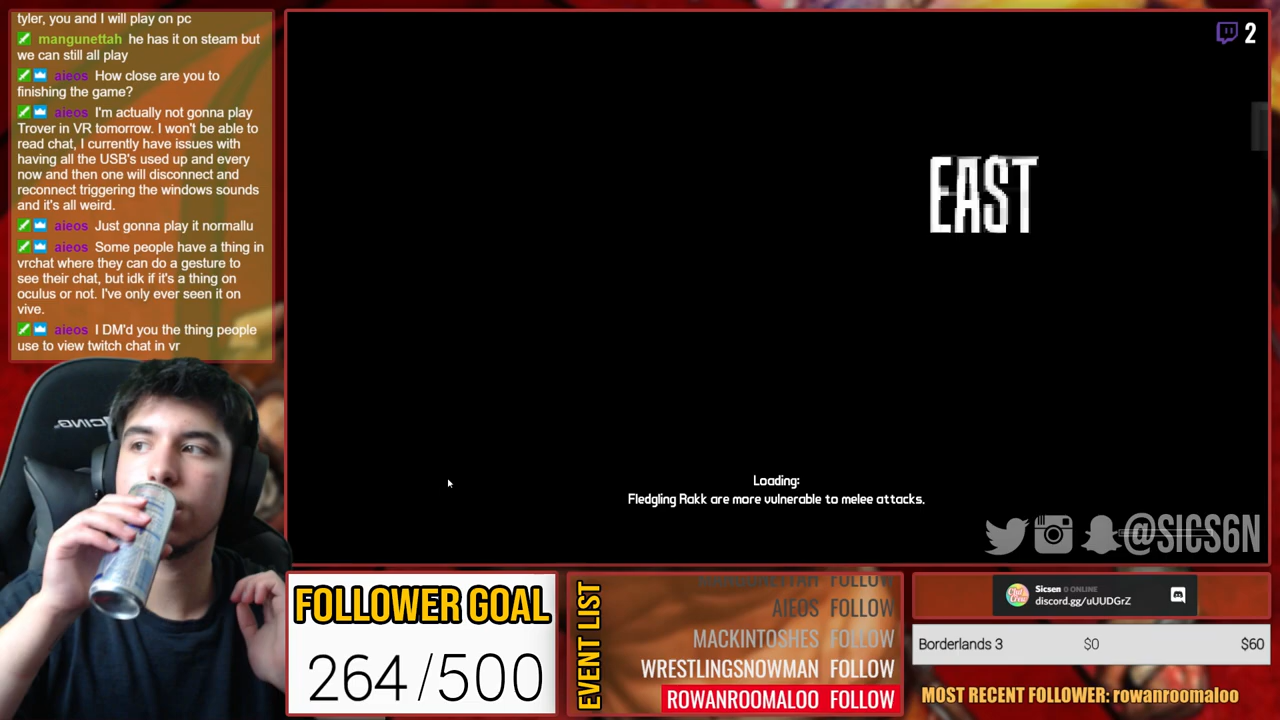 tyler, you and I will play on pc
mangunettah he has it on steam but
we can still all play
aieos How close are you to
finishing the game?
aieos I'm actually not gonna play
Trover in VR tomorrow. I won't be able to
read chat, I currently have issues with
having all the USB's used up and every
now and then one will disconnect and
reconnect triggering the windows sounds
and it's all weird.
aieos Just gonna play it normallu
aieos Some people have a thing in
vrchat where they can do a gesture to
see their chat, but idk if it's a thing on
oculus or not. I've only ever seen it on
vive.
aieos I DM'd you the thing people
use to view twitch chat in vr
2
EAST
Loading:
Fledgling Rakk are more vulnerable to melee attacks.
@SICS6N
FOLLOWER GOAL
264/500
EVENT LIST
MANGUNETTAH FOLLOW
AIEOS FOLLOW
MACKINTOSHES FOLLOW
WRESTLINGSNOWMAN FOLLOW
ROWANROOMALOO FOLLOW
Sicsen 0 ONLINE
discord.gg/uUUDGrZ
Borderlands 3 $0 $60
MOST RECENT FOLLOWER: rowanroomaloo